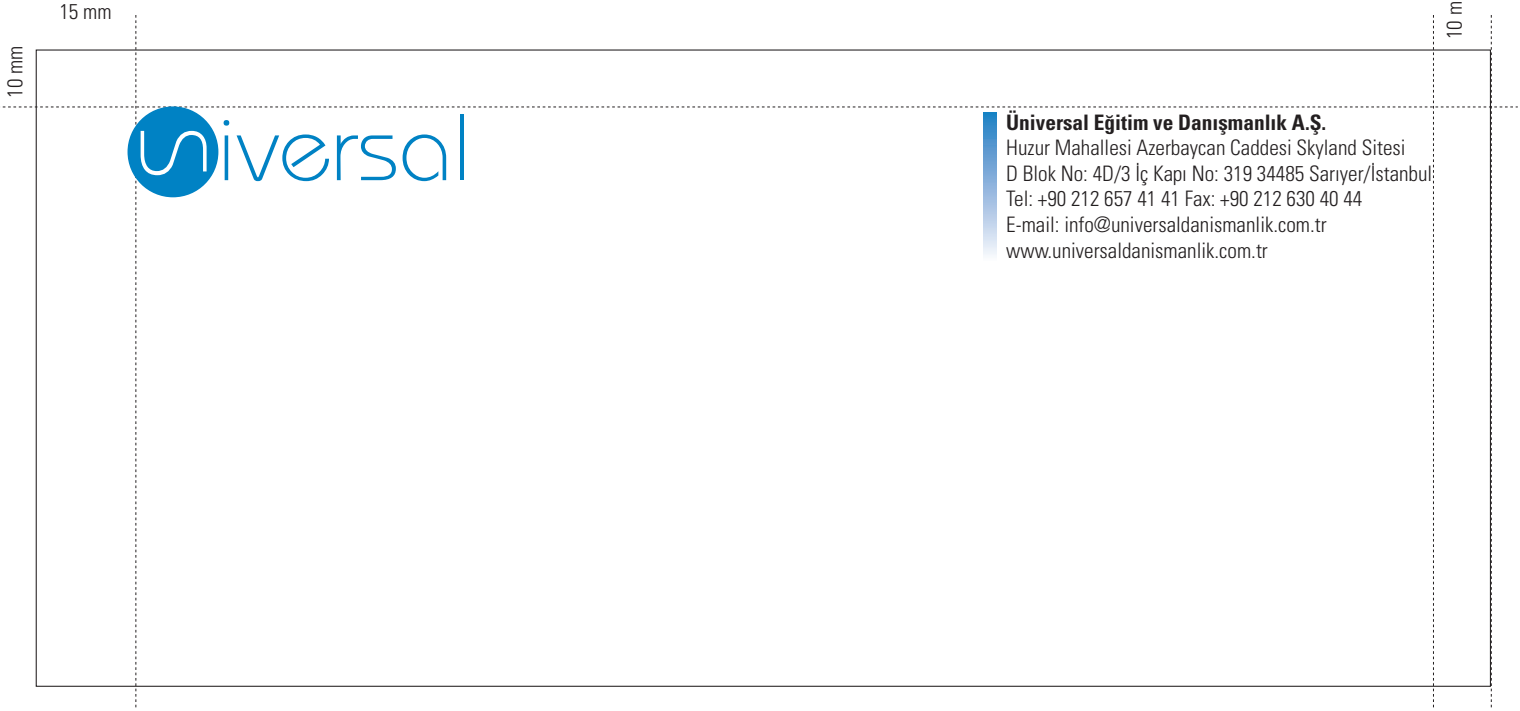 15 mm
10 m
10 mm
Universal
Üniversal Eğitim ve Danışmanlık A.Ş.
Huzur Mahallesi Azerbaycan Caddesi Skyland Sitesi
D Blok No: 4D/3 İç Kapı No: 319 34485 Sarıyer/İstanbul
Tel: +90 212 657 41 41 Fax: +90 212 630 40 44
E-mail: info@universaldanismanlik.com.tr
www.universaldanismanlik.com.tr